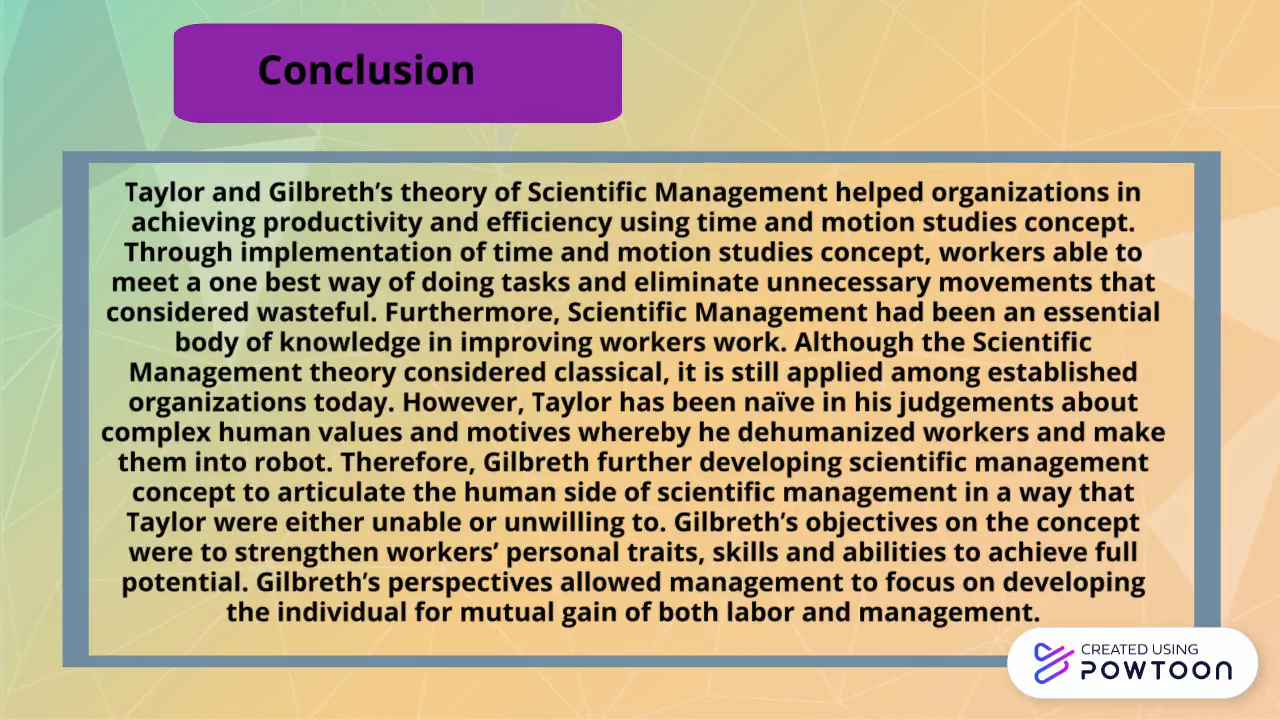 Conclusion
Taylor and Gilbreth’s theory of Scientific Management helped organizations in
achieving productivity and efficiency using time and motion studies concept.
Through implementation of time and motion studies concept, workers able to
meet a one best way of doing tasks and eliminate unnecessary movements that
considered wasteful. Furthermore, Scientific Management had been an essential
body of knowledge in improving workers work. Although the Scientific
Management theory considered classical, it is still applied among established
organizations today. However, Taylor has been naïve in his judgements about
complex human values and motives whereby he dehumanized workers and make
them into robot. Therefore, Gilbreth further developing scientific management
concept to articulate the human side of scientific management in a way that
Taylor were either unable or unwilling to. Gilbreth’s objectives on the concept
were to strengthen workers’ personal traits, skills and abilities to achieve full
potential. Gilbreth’s perspectives allowed management to focus on developing
the individual for mutual gain of both labor and management.
CREATED USING
POWTOON